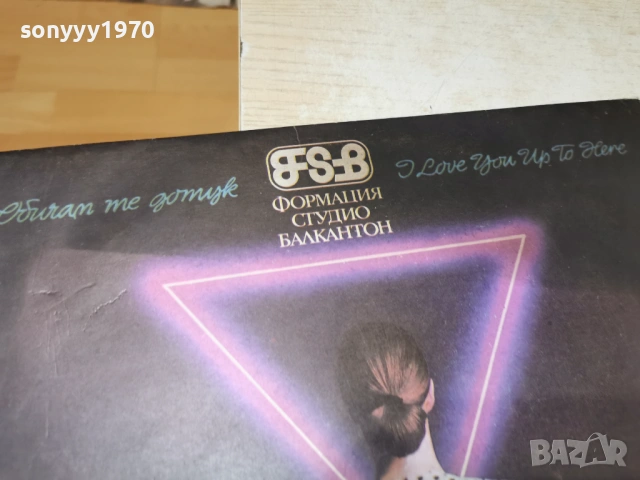 sonyyy1970
FSB
Обичам те дотук
I Love You Up To Here
ФОРМАЦИЯ
СТУДИО
БАЛКАНТОН
BAZAR